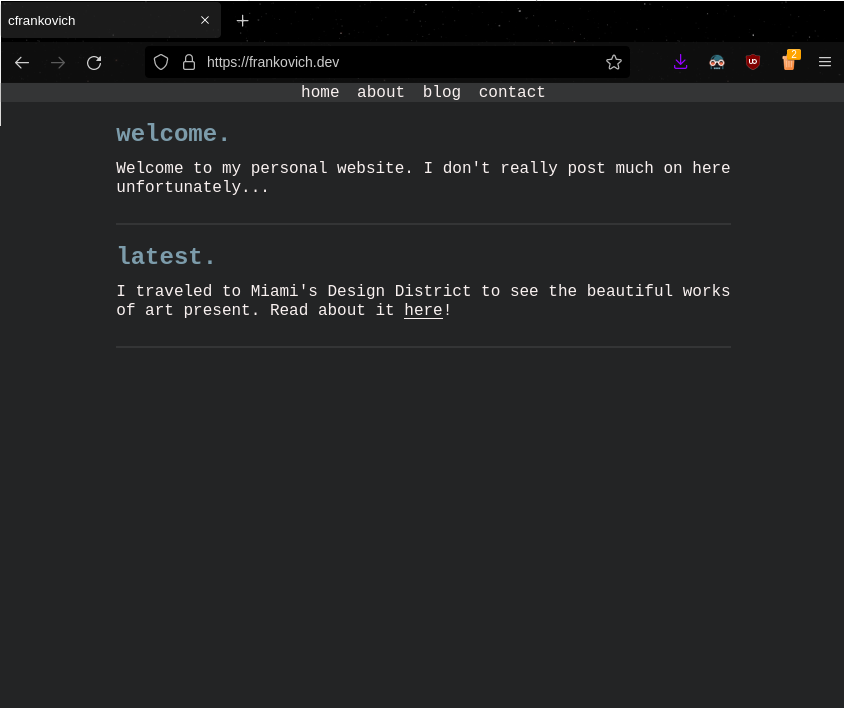 cfrankovich
https://frankovich.dev
UD
2
home about blog contact
welcome.
Welcome to my personal website. I don't really post much on here
unfortunately...
latest.
I traveled to Miami's Design District to see the beautiful works
of art present. Read about it here!